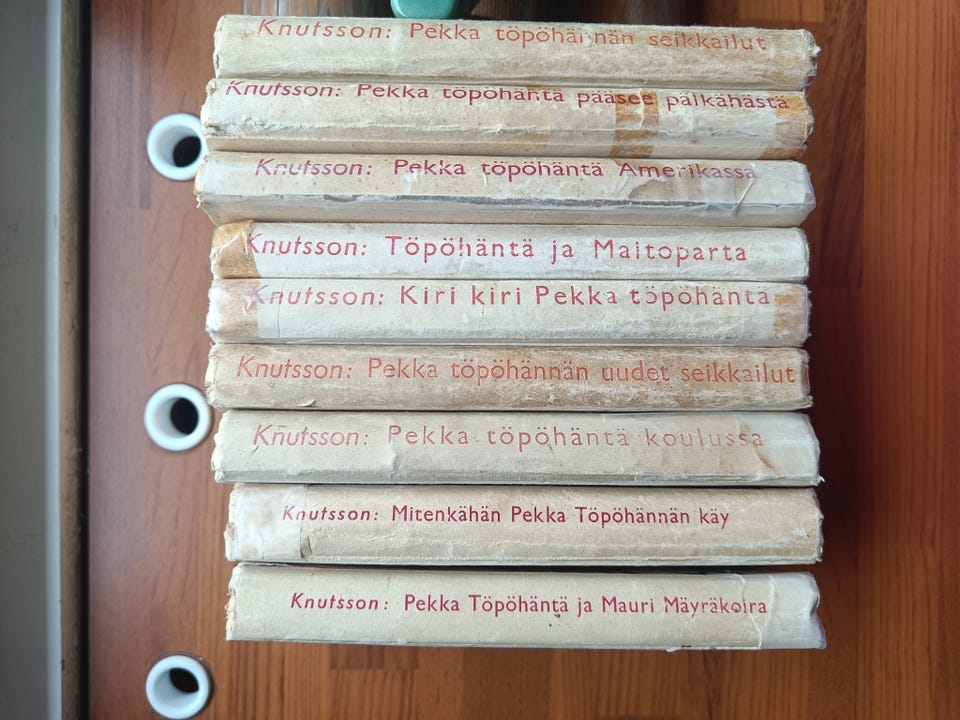 Knutsson: Pekka töpöhännän seikkailut
Knutsson: Pekka töpöhäntä pääsee pälkähästä
Knutsson: Pekka töpöhäntä Amerikassa
Knutsson: Töpöhäntä ja Maitoparta
Knutsson: Kiri kiri Pekka töpöhäntä
Knutsson: Pekka töpöhännän uudet seikkailut
Knutsson: Pekka töpöhäntä koulussa
Knutsson: Mitenkähän Pekka Töpöhännän käy
Knutsson: Pekka Töpöhäntä ja Mauri Mäyräkoira